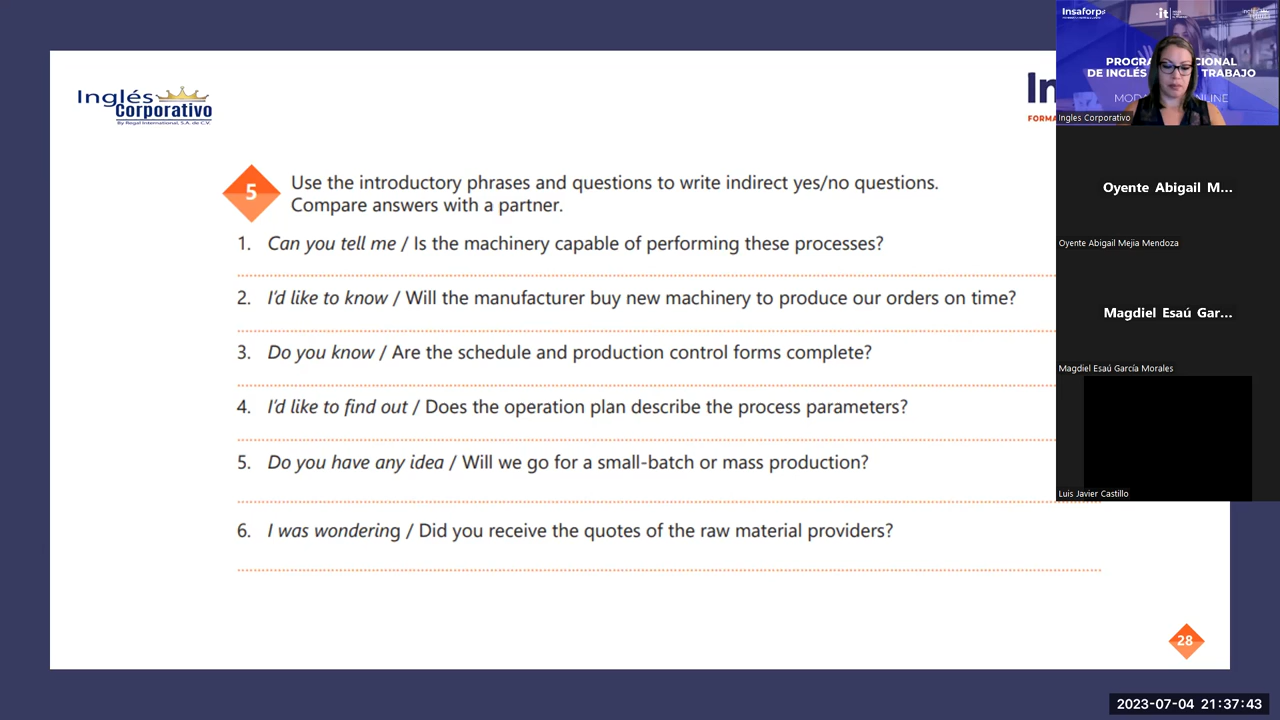 Inglés
Corporativo
By Regal International, S.A. de C.V.
In
FORMA
5
Use the introductory phrases and questions to write indirect yes/no questions.
Compare answers with a partner.
1. Can you tell me / Is the machinery capable of performing these processes?
2. I'd like to know / Will the manufacturer buy new machinery to produce our orders on time?
3. Do you know / Are the schedule and production control forms complete?
4. I'd like to find out / Does the operation plan describe the process parameters?
5. Do you have any idea / Will we go for a small-batch or mass production?
6. I was wondering / Did you receive the quotes of the raw material providers?
28
Insaforp
it
PROGRA CIONAL
DE INGLÉS TRABAJO
MODA NLINE
Ingles Corporativo
Oyente Abigail M...
Oyente Abigail Mejia Mendoza
Magdiel Esaú Gar...
Magdiel Esaú García Morales
Luis Javier Castillo
2023-07-04 21:37:43